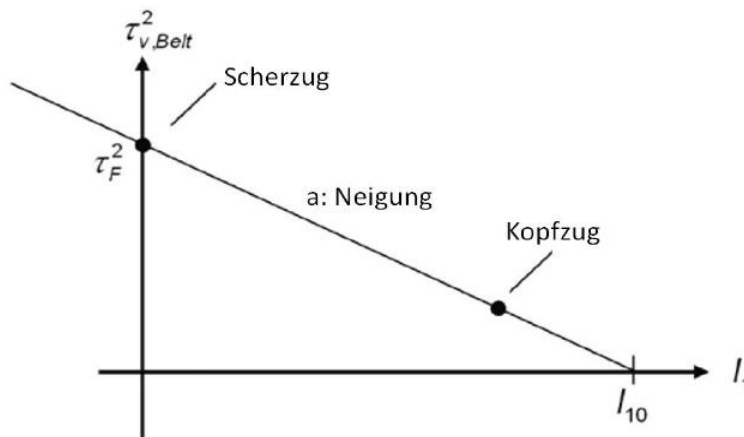 τ²v,Belt
Scherzug
τ²F
a: Neigung
Kopfzug
I10